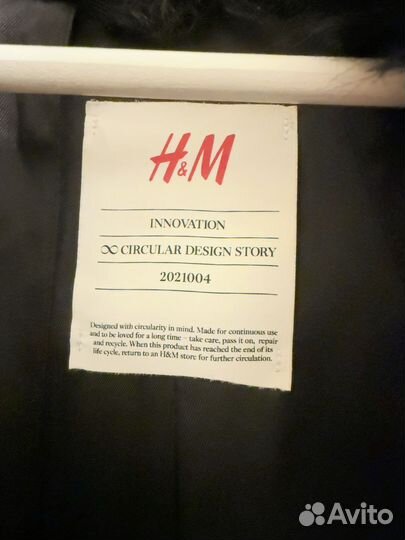 H&M
INNOVATION
∞ CIRCULAR DESIGN STORY
2021004
Designed with circularity in mind. Made for continuous use
and to be loved for a long time – take care, pass it on, repair
and recycle. When this product has reached the end of its
life cycle, return to an H&M store for further circulation.
Avito